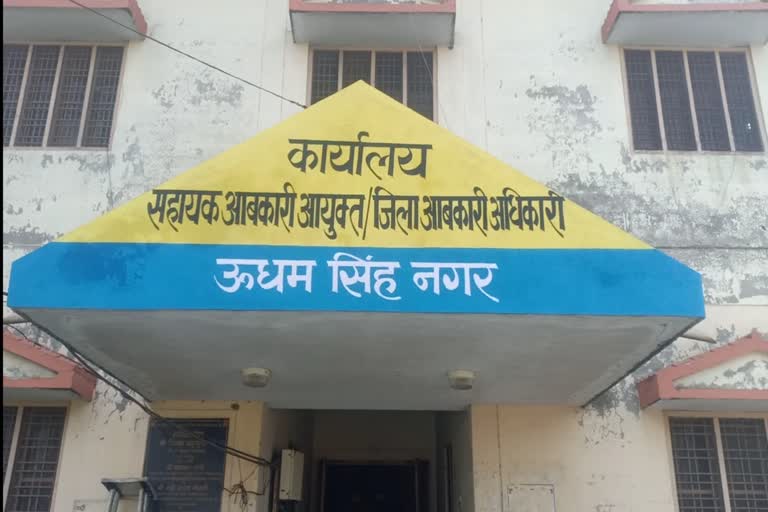 कार्यालय
सहायक आबकारी आयुक्त/जिला आबकारी अधिकारी
ऊधम सिंह नगर